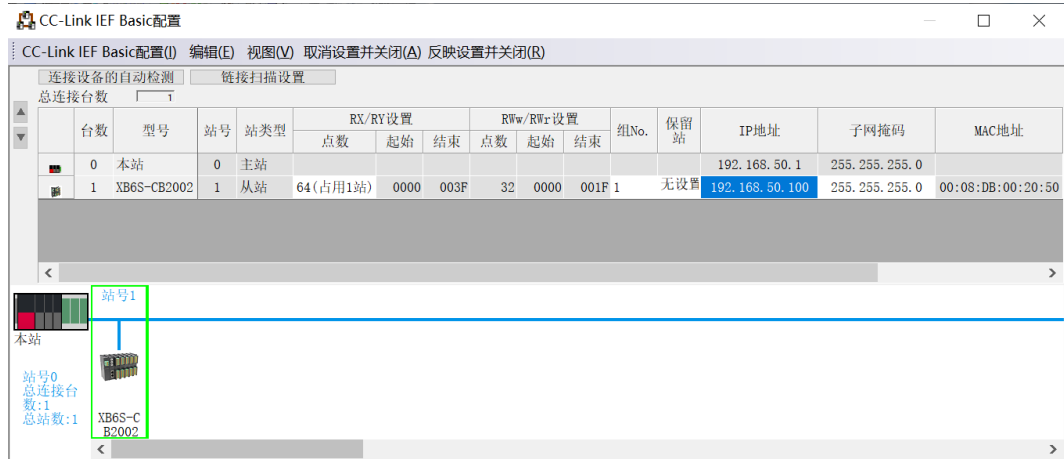 CC-Link IEF Basic配置
CC-Link IEF Basic配置(I) 编辑(E) 视图(V) 取消设置并关闭(A) 反映设置并关闭(R)
连接设备的自动检测 链接扫描设置
总连接台数 1
台数 型号 站号 站类型 RX/RY设置 RWw/RWr设置 组No. 保留站 IP地址 子网掩码 MAC地址
点数 起始 结束 点数 起始 结束
0 本站 0 主站 192.168.50.1 255.255.255.0
1 XB6S-CB2002 1 从站 64(占用1站) 0000 003F 32 0000 001F 1 无设置 192.168.50.100 255.255.255.0 00:08:DB:00:20:50
站号1
本站
站号0
总连接台
数:1
总站数:1
XB6S-C
B2002